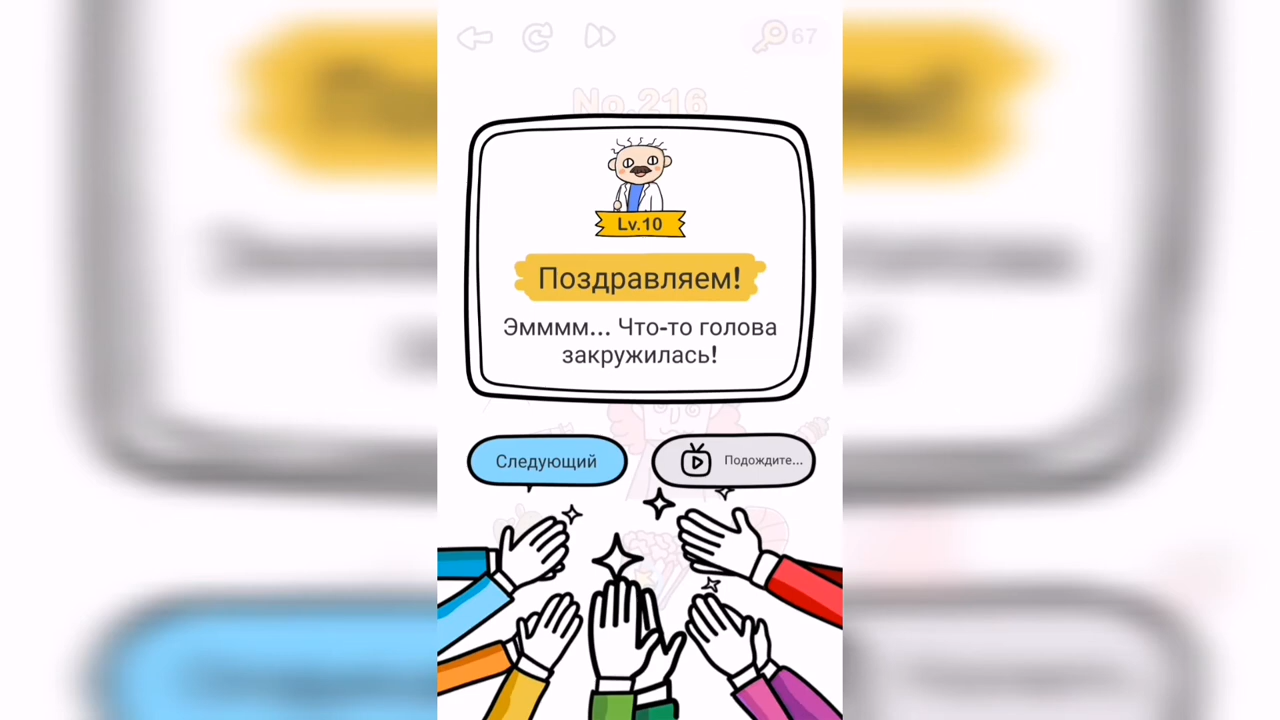 67
No.216
Lv.10
Поздравляем!
Эмммм... Что-то голова
закружилась!
Следующий
Подождите...